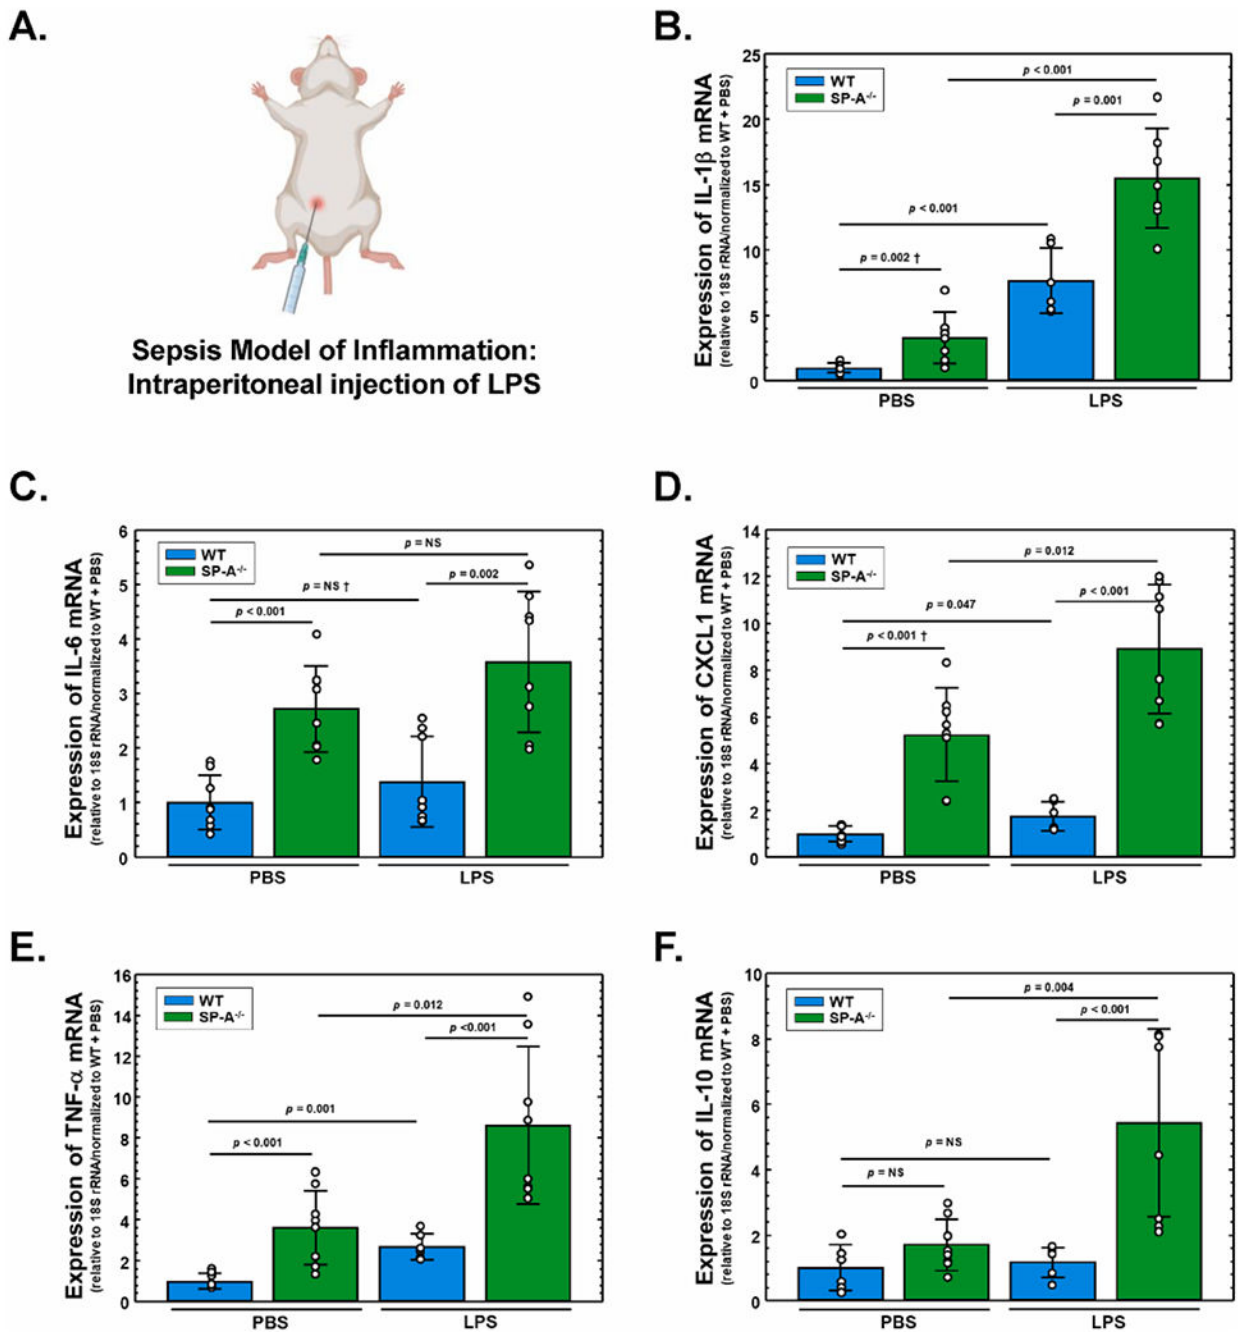 A.
Sepsis Model of Inflammation:
Intraperitoneal injection of LPS
B.
Expression of IL-1β mRNA
(relative to 18S rRNA/normalized to WT + PBS)
25
20
15
10
5
0
WT
SP-A-/-
p < 0.001
p = 0.001
p < 0.001
p = 0.002 †
PBS
LPS
C.
Expression of IL-6 mRNA
(relative to 18S rRNA/normalized to WT + PBS)
6
5
4
3
2
1
0
WT
SP-A-/-
p = NS
p = 0.002
p = NS †
p < 0.001
PBS
LPS
D.
Expression of CXCL1 mRNA
(relative to 18S rRNA/normalized to WT + PBS)
14
12
10
8
6
4
2
0
WT
SP-A-/-
p = 0.012
p < 0.001
p = 0.047
p < 0.001 †
PBS
LPS
E.
Expression of TNF-α mRNA
(relative to 18S rRNA/normalized to WT + PBS)
16
14
12
10
8
6
4
2
0
WT
SP-A-/-
p = 0.012
p <0.001
p = 0.001
p < 0.001
PBS
LPS
F.
Expression of IL-10 mRNA
(relative to 18S rRNA/normalized to WT + PBS)
10
8
6
4
2
0
WT
SP-A-/-
p = 0.004
p < 0.001
p = NS
p = NS
PBS
LPS